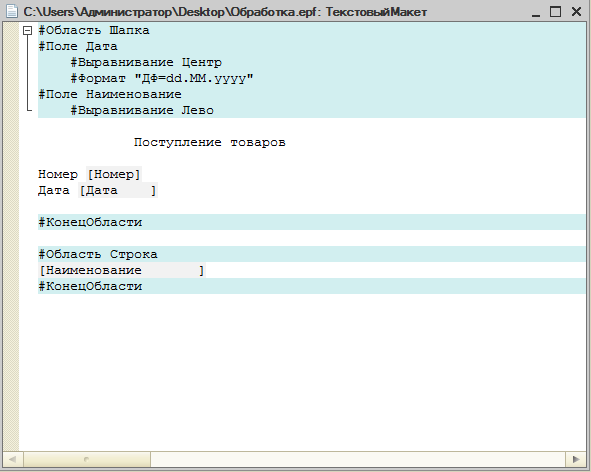 C:\Users\Администратор\Desktop\Обработка.epf: ТекстовыйМакет
#Область Шапка
#Поле Дата
    #Выравнивание Центр
    #Формат "ДФ=dd.MM.yyyy"
#Поле Наименование
    #Выравнивание Лево
            Поступление товаров
Номер [Номер]
Дата [Дата    ]
#КонецОбласти
#Область Строка
[Наименование       ]
#КонецОбласти